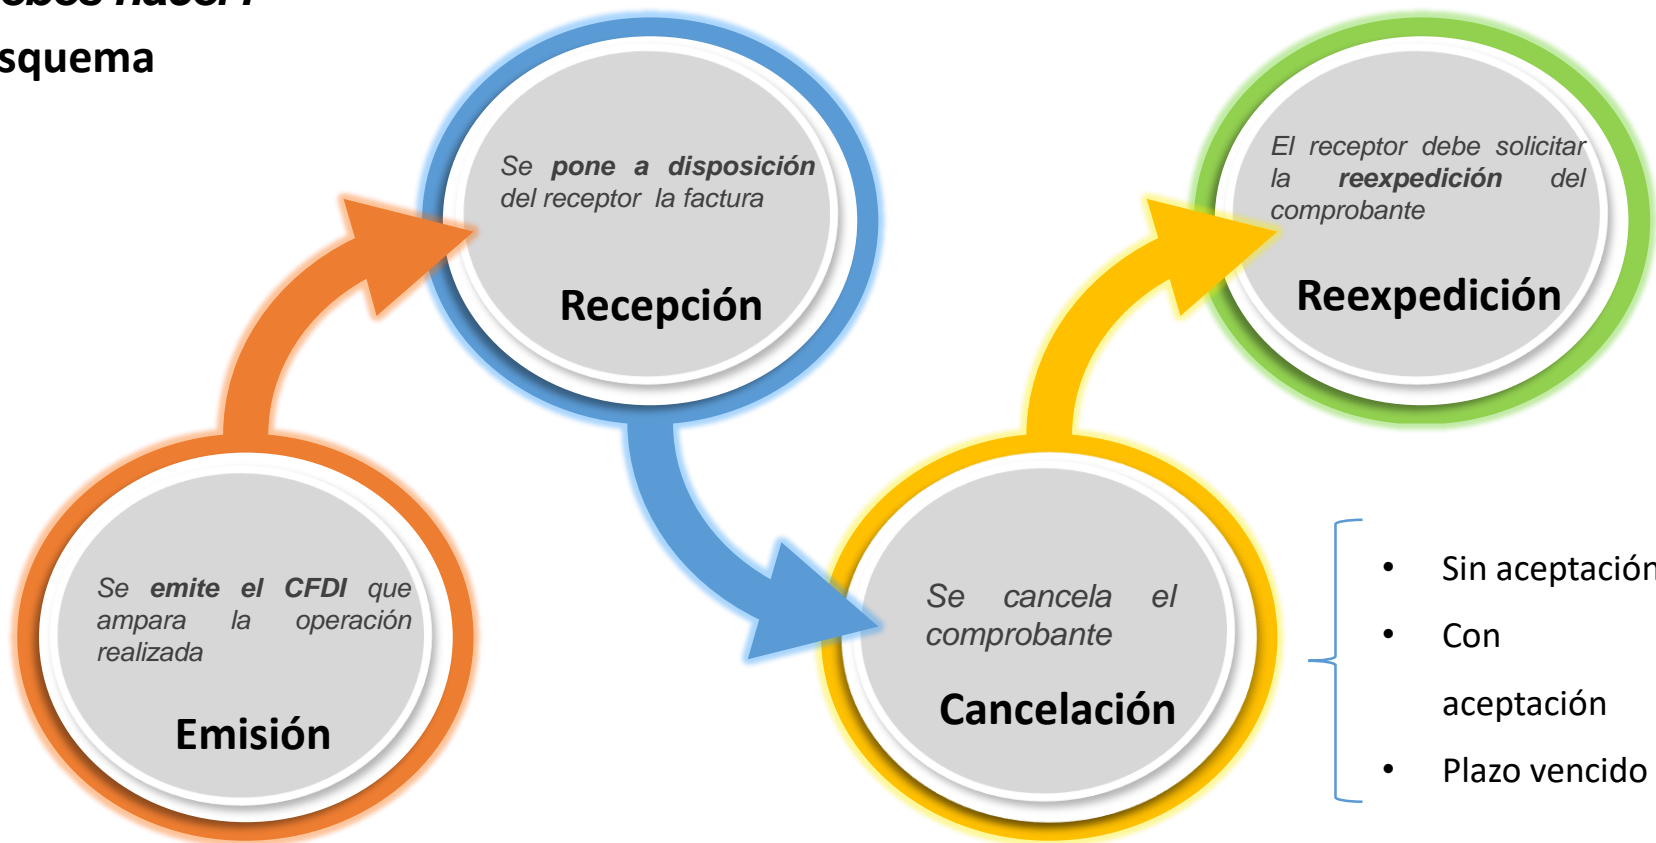 squema
Se pone a disposición
del receptor la factura
Recepción
El receptor debe solicitar
la reexpedición del
comprobante
Reexpedición
Se emite el CFDI que
ampara la operación
realizada
Emisión
Se cancela el
comprobante
Cancelación
• Sin aceptación
• Con
aceptación
• Plazo vencido